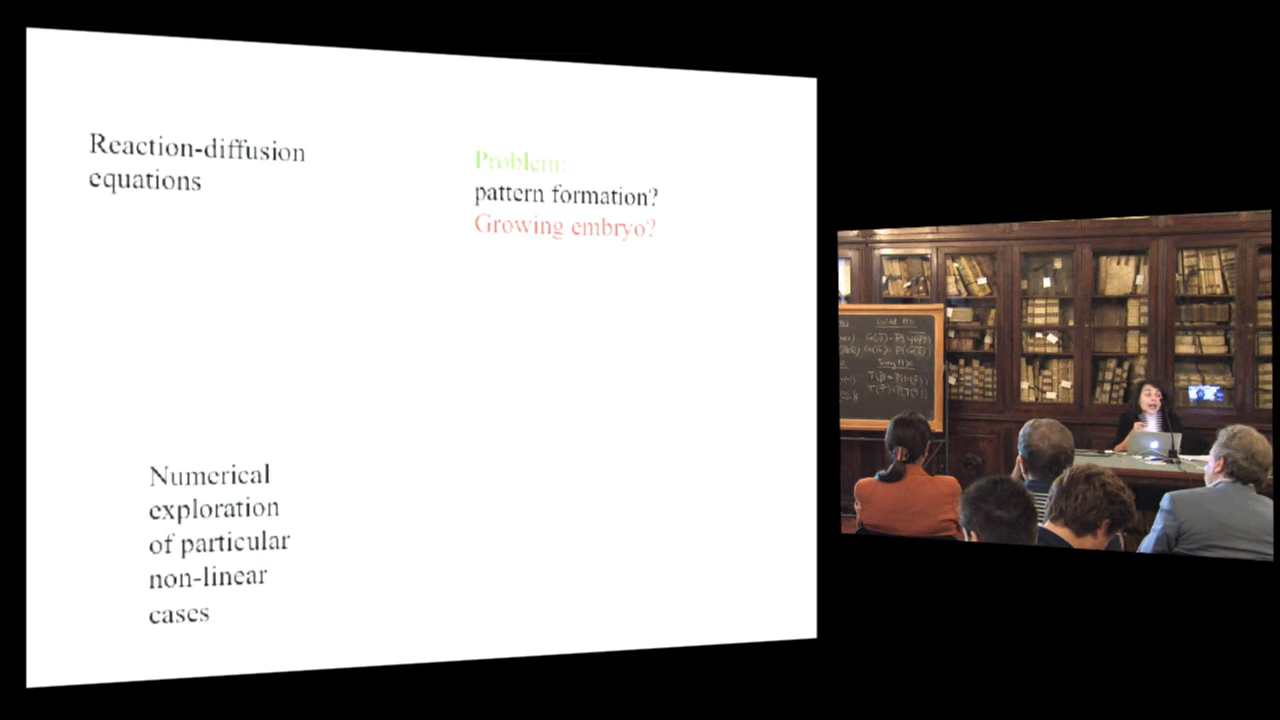 Reaction-diffusion
equations
Problem:
pattern formation?
Growing embryo?
Numerical
exploration
of particular
non-linear
cases